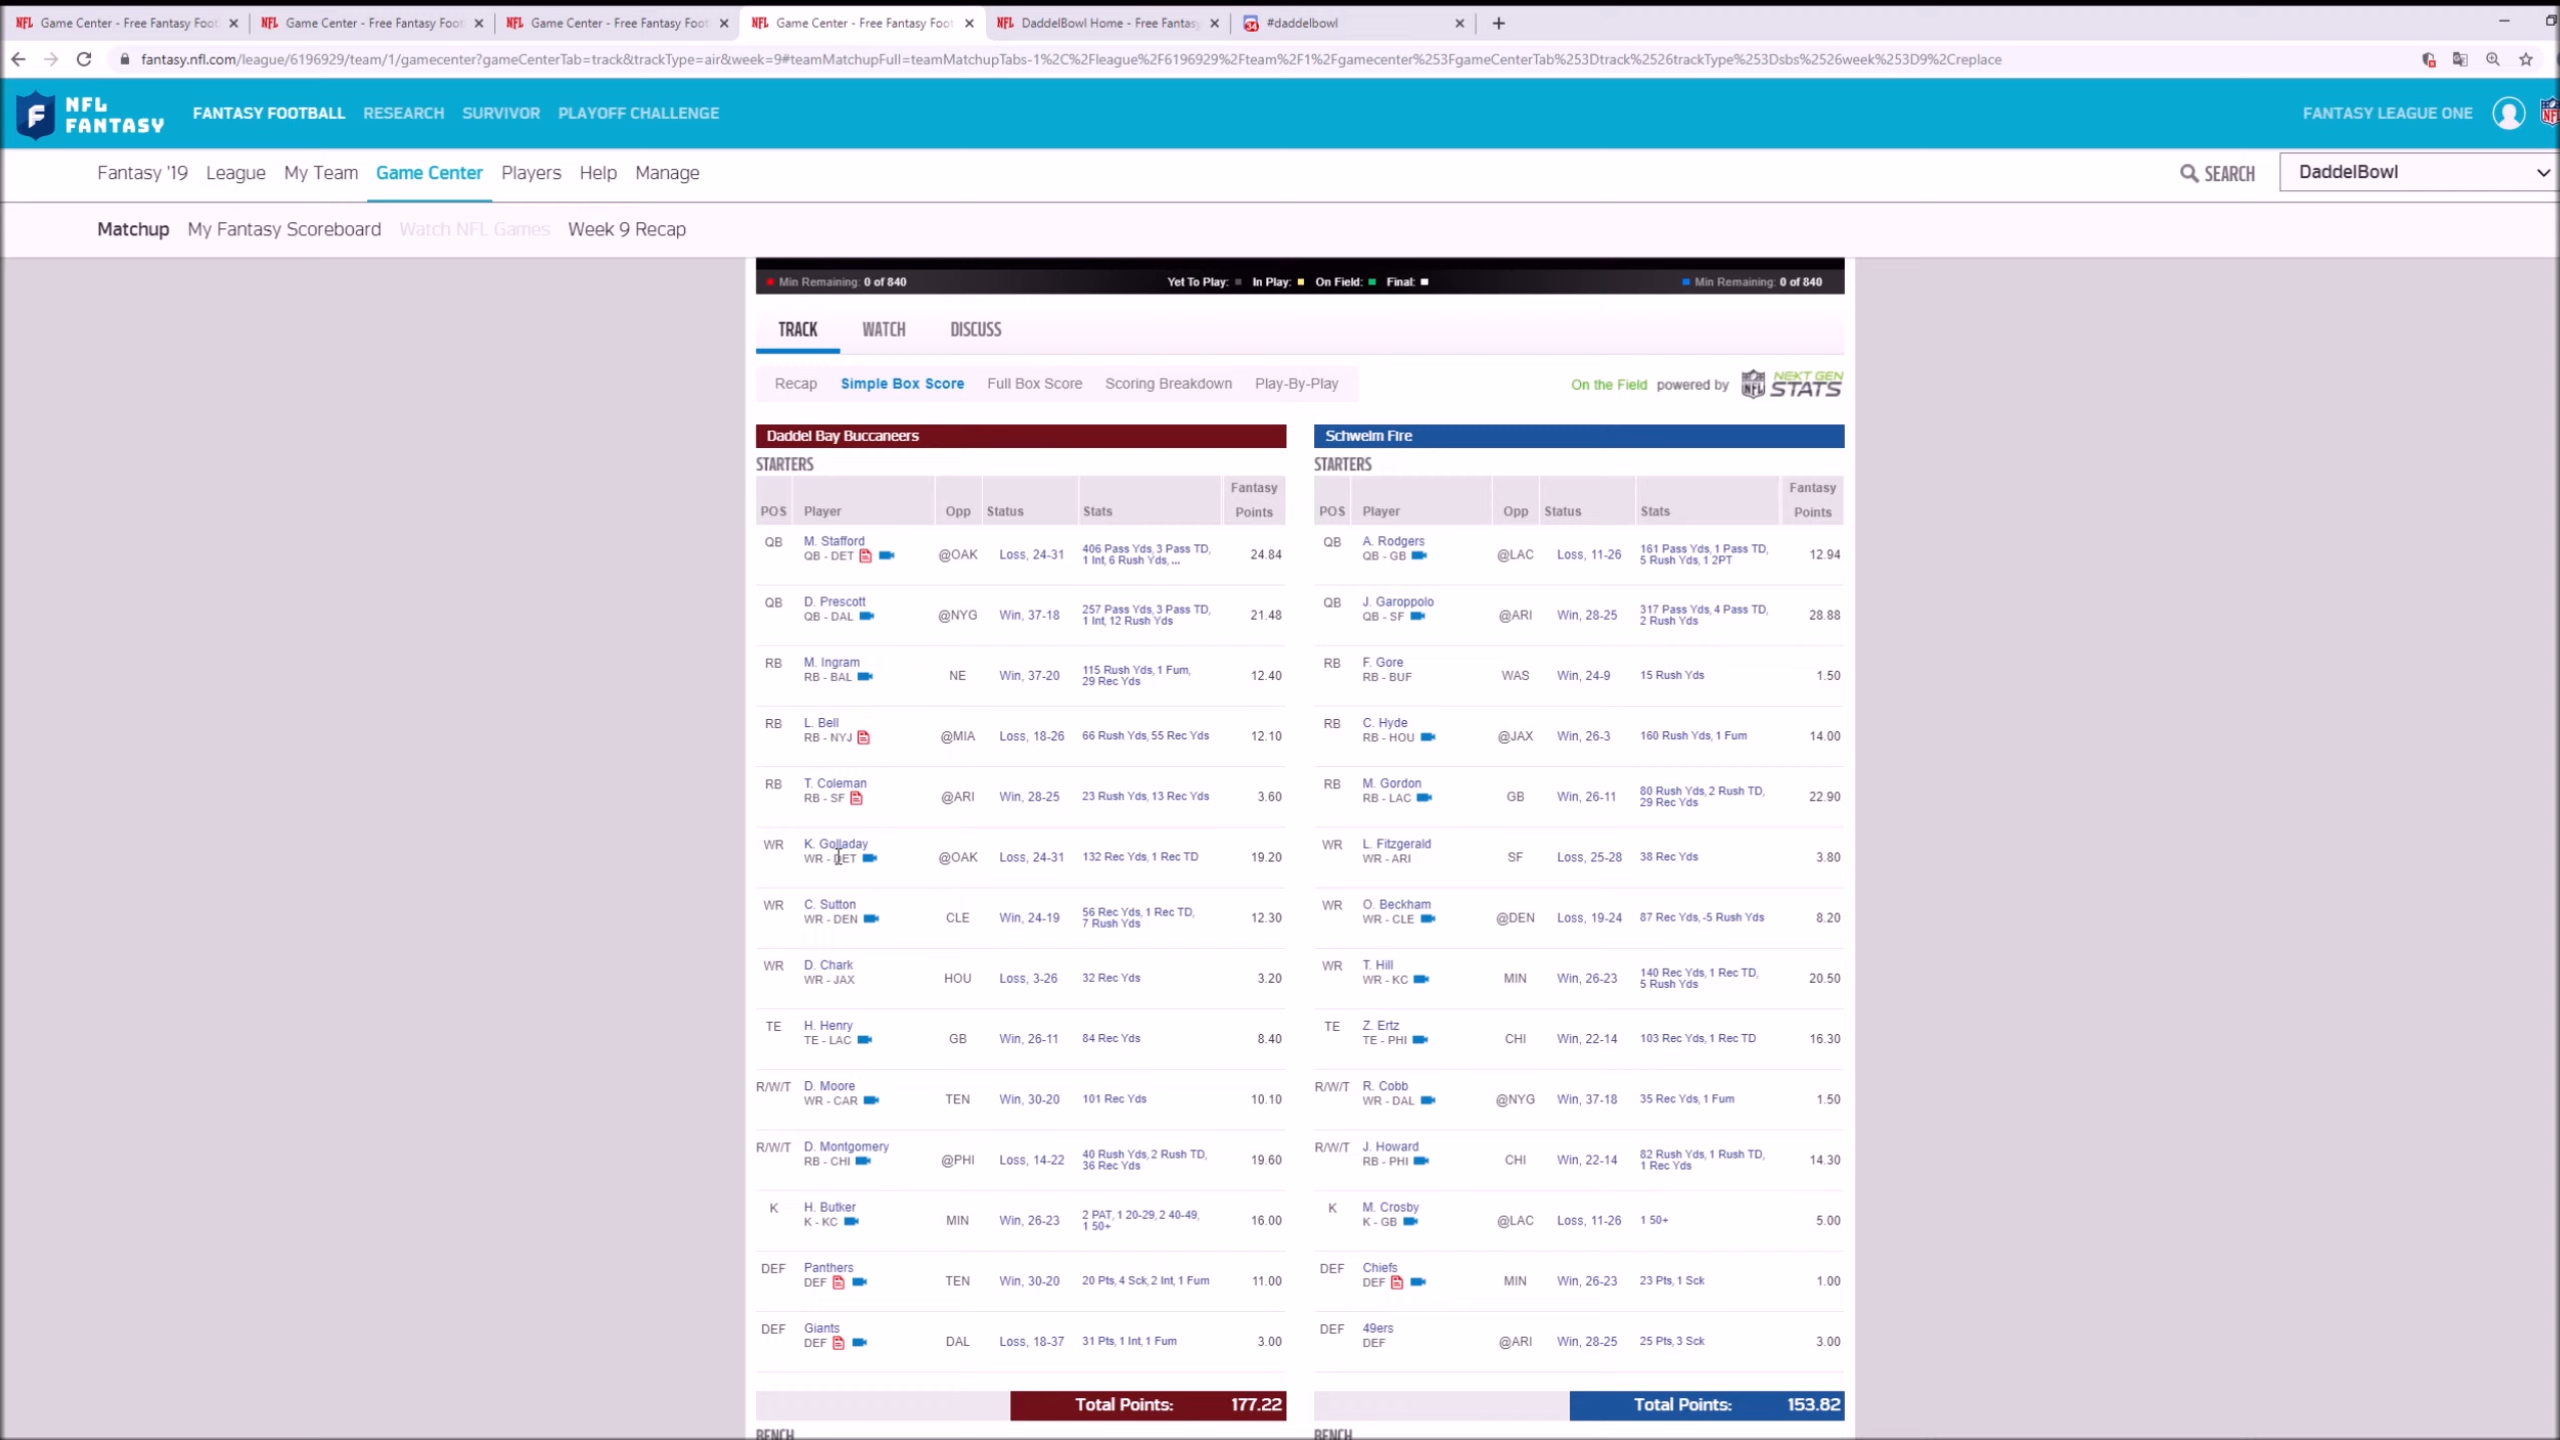 Game Center - Free Fantasy Foot
Game Center - Free Fantasy Foot
Game Center - Free Fantasy Foot
Game Center - Free Fantasy Foot
DaddelBowl Home - Free Fantas
#daddelbowl
fantasy.nfl.com/league/6196929/team/1/gamecenter?gameCenterTab=track&trackType=air&week=9#teamMatchupFull=teamMatchupTabs-1%2C%2Fleague%2F6196929%2Fteam%2F1%2Fgamecenter%253FgameCenterTab%253Dtrack%2526trackType%253Dsbs%2526week%253D9%2Creplace
NFL FANTASY
FANTASY FOOTBALL RESEARCH SURVIVOR PLAYOFF CHALLENGE
FANTASY LEAGUE ONE
Fantasy '19 League My Team Game Center Players Help Manage
SEARCH
DaddelBowl
Matchup My Fantasy Scoreboard Watch NFL Games Week 9 Recap
Min Remaining: 0 of 840 Yet To Play: In Play: On Field: Final: Min Remaining: 0 of 840
TRACK WATCH DISCUSS
Recap Simple Box Score Full Box Score Scoring Breakdown Play-By-Play
On the Field powered by NFL NEXT GEN STATS
Daddel Bay Buccaneers
STARTERS
POS Player Opp Status Stats Fantasy Points
QB M. Stafford @OAK Loss, 24-31 406 Pass Yds, 3 Pass TD, 24.84
QB - DET 1 Int, 6 Rush Yds, ...
QB D. Prescott @NYG Win, 37-18 257 Pass Yds, 3 Pass TD, 21.48
QB - DAL 1 Int, 12 Rush Yds
RB M. Ingram NE Win, 37-20 115 Rush Yds, 1 Fum, 12.40
RB - BAL 29 Rec Yds
RB L. Bell @MIA Loss, 18-26 66 Rush Yds, 55 Rec Yds 12.10
RB - NYJ
RB T. Coleman @ARI Win, 28-25 23 Rush Yds, 13 Rec Yds 3.60
RB - SF
WR K. Golladay @OAK Loss, 24-31 132 Rec Yds, 1 Rec TD 19.20
WR - DET
WR C. Sutton CLE Win, 24-19 56 Rec Yds, 1 Rec TD, 12.30
WR - DEN 7 Rush Yds
WR D. Chark HOU Loss, 3-26 32 Rec Yds 3.20
WR - JAX
TE H. Henry GB Win, 26-11 84 Rec Yds 8.40
TE - LAC
R/W/T D. Moore TEN Win, 30-20 101 Rec Yds 10.10
WR - CAR
R/W/T D. Montgomery @PHI Loss, 14-22 40 Rush Yds, 2 Rush TD, 19.60
RB - CHI 36 Rec Yds
K H. Butker MIN Win, 26-23 2 PAT, 1 20-29, 2 40-49, 16.00
K - KC 1 50+
DEF Panthers TEN Win, 30-20 20 Pts, 4 Sck, 2 Int, 1 Fum 11.00
DEF
DEF Giants DAL Loss, 18-37 31 Pts, 1 Int, 1 Fum 3.00
DEF
Total Points: 177.22
BENCH
Schwelm Fire
STARTERS
POS Player Opp Status Stats Fantasy Points
QB A. Rodgers @LAC Loss, 11-26 161 Pass Yds, 1 Pass TD, 12.94
QB - GB 5 Rush Yds, 1 2PT
QB J. Garoppolo @ARI Win, 28-25 317 Pass Yds, 4 Pass TD, 28.88
QB - SF 2 Rush Yds
RB F. Gore WAS Win, 24-9 15 Rush Yds 1.50
RB - BUF
RB C. Hyde @JAX Win, 26-3 160 Rush Yds, 1 Fum 14.00
RB - HOU
RB M. Gordon GB Win, 26-11 80 Rush Yds, 2 Rush TD, 22.90
RB - LAC 29 Rec Yds
WR L. Fitzgerald SF Loss, 25-28 38 Rec Yds 3.80
WR - ARI
WR O. Beckham @DEN Loss, 19-24 87 Rec Yds, -5 Rush Yds 8.20
WR - CLE
WR T. Hill MIN Win, 26-23 140 Rec Yds, 1 Rec TD, 20.50
WR - KC 5 Rush Yds
TE Z. Ertz CHI Win, 22-14 103 Rec Yds, 1 Rec TD 16.30
TE - PHI
R/W/T R. Cobb @NYG Win, 37-18 35 Rec Yds, 1 Fum 1.50
WR - DAL
R/W/T J. Howard CHI Win, 22-14 82 Rush Yds, 1 Rush TD, 14.30
RB - PHI 1 Rec Yds
K M. Crosby @LAC Loss, 11-26 1 50+ 5.00
K - GB
DEF Chiefs MIN Win, 26-23 23 Pts, 1 Sck 1.00
DEF
DEF 49ers @ARI Win, 28-25 25 Pts, 3 Sck 3.00
DEF
Total Points: 153.82
BENCH